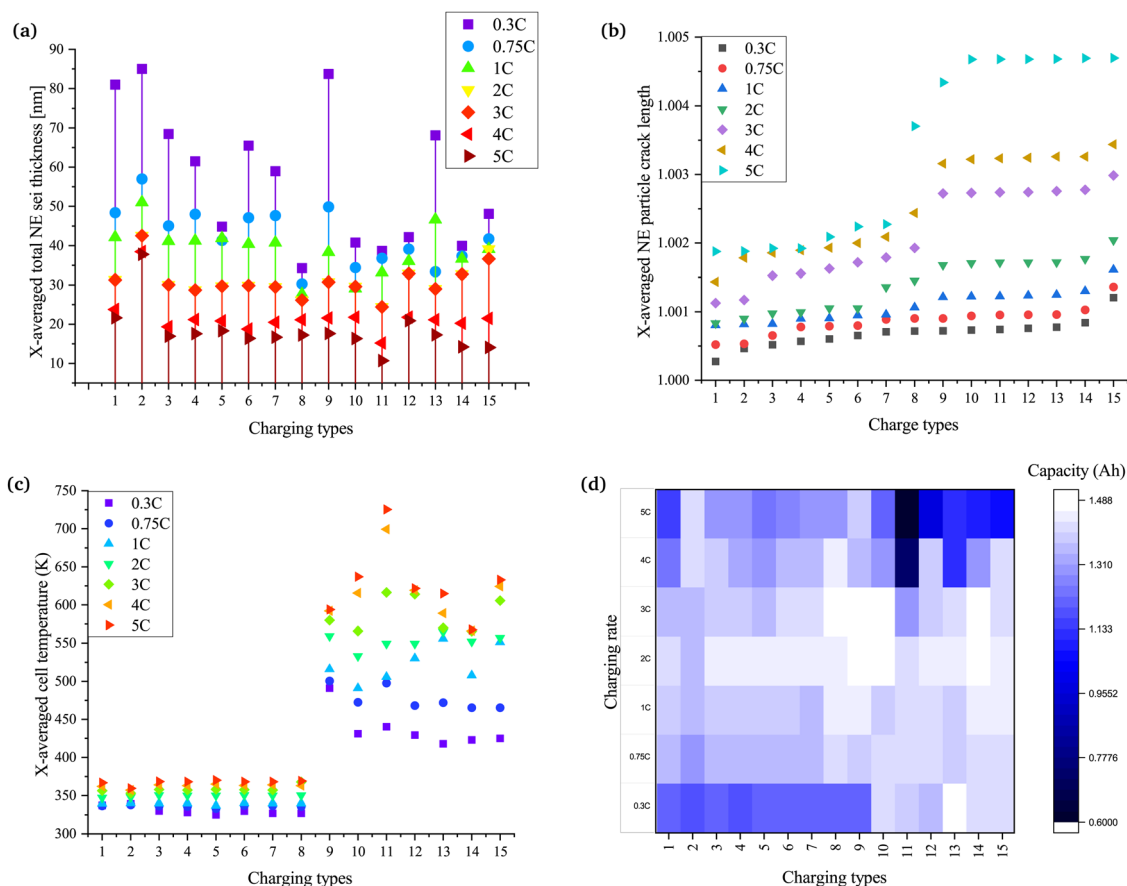 (a)
X-averaged total NE sei thickness [nm]
90
80
70
60
50
40
30
20
10
0.3C
0.75C
1C
2C
3C
4C
5C
1 2 3 4 5 6 7 8 9 10 11 12 13 14 15
Charging types
(b)
X-averaged NE particle crack length
1.005
1.004
1.003
1.002
1.001
1.000
0.3C
0.75C
1C
2C
3C
4C
5C
1 2 3 4 5 6 7 8 9 10 11 12 13 14 15
Charge types
(c)
X-averaged cell temperature (K)
750
700
650
600
550
500
450
400
350
300
0.3C
0.75C
1C
2C
3C
4C
5C
1 2 3 4 5 6 7 8 9 10 11 12 13 14 15
Charging types
(d)
Charging rate
5C
4C
3C
2C
1C
0.75C
0.3C
1 2 3 4 5 6 7 8 9 10 11 12 13 14 15
Charging types
Capacity (Ah)
1.488
1.310
1.133
0.9552
0.7776
0.6000